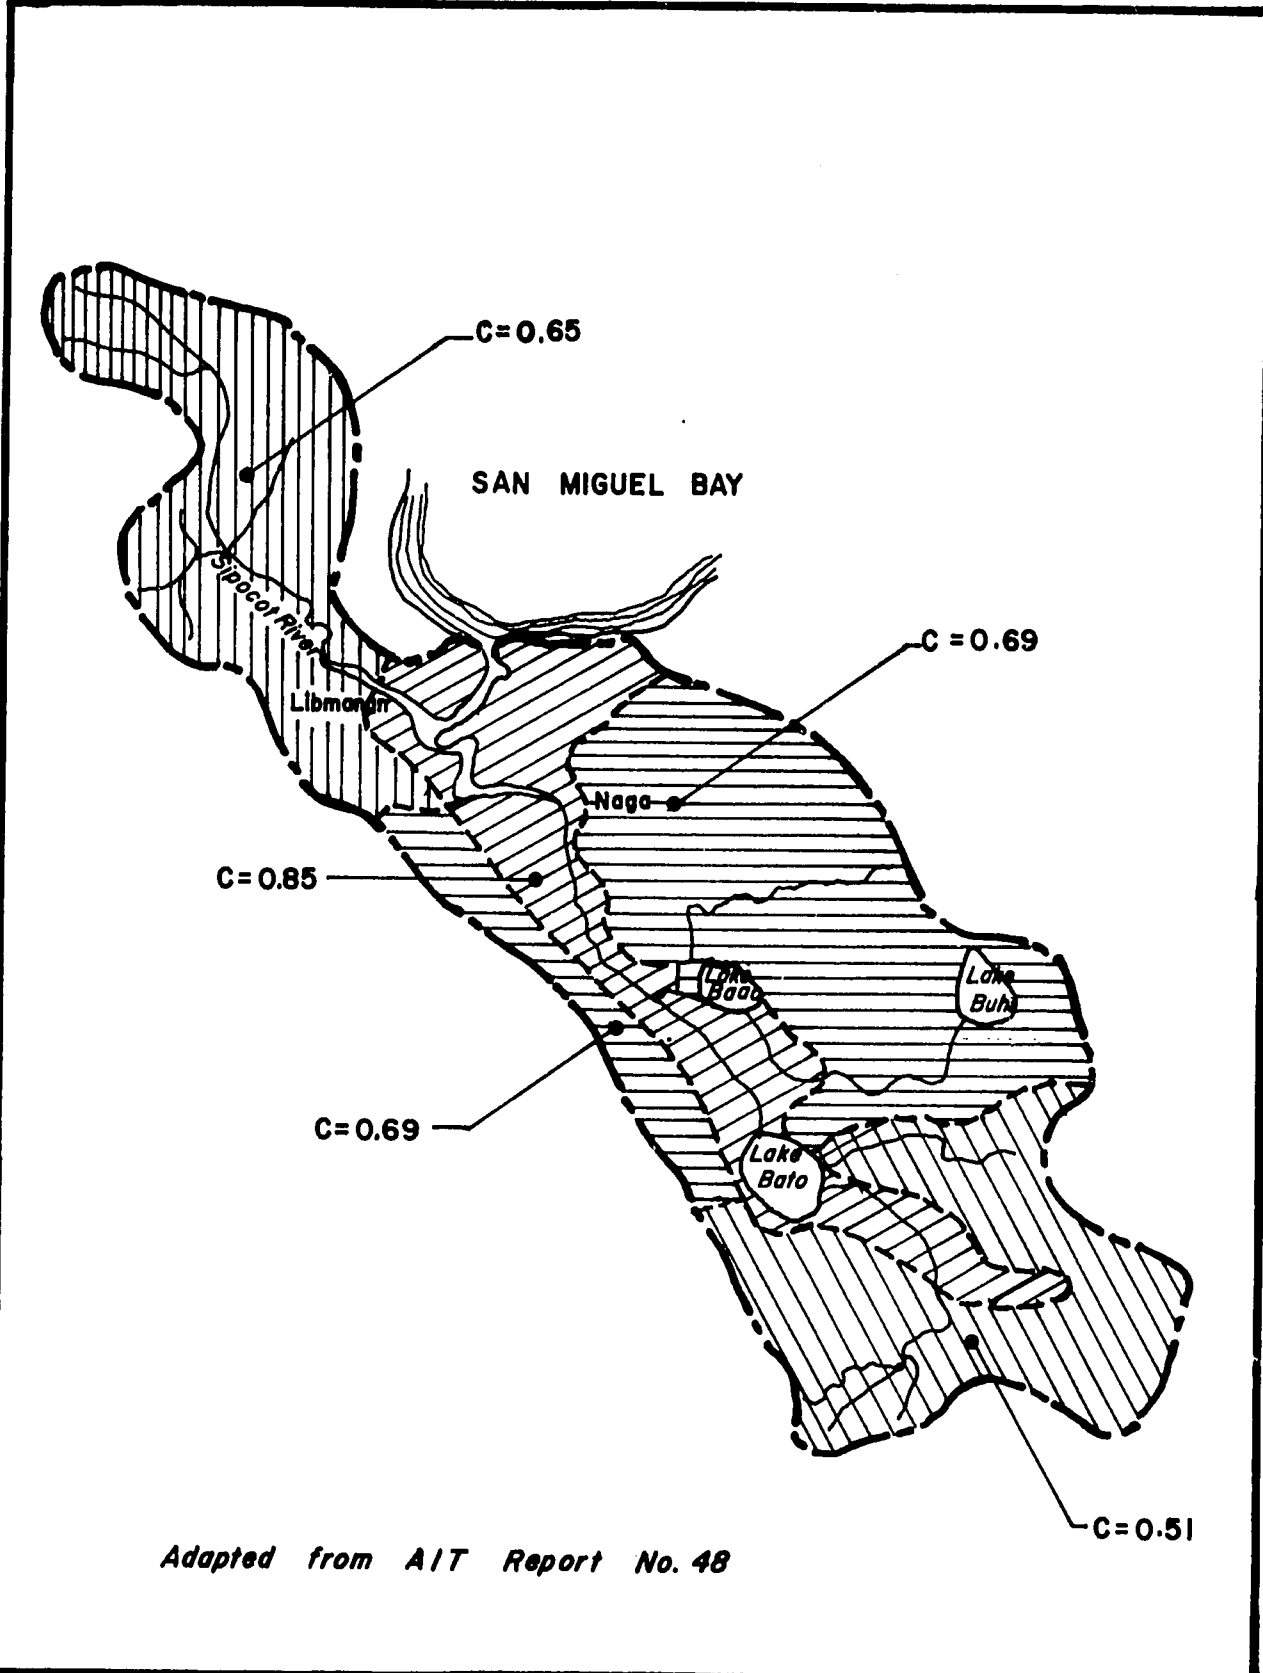 C=0.65
SAN MIGUEL BAY
C=0.69
Sipocot River
Libmanan
Naga
C=0.85
Lake
Baao
Lake
Buhi
C=0.69
Lake
Bato
C=0.51
Adapted from AIT Report No. 48